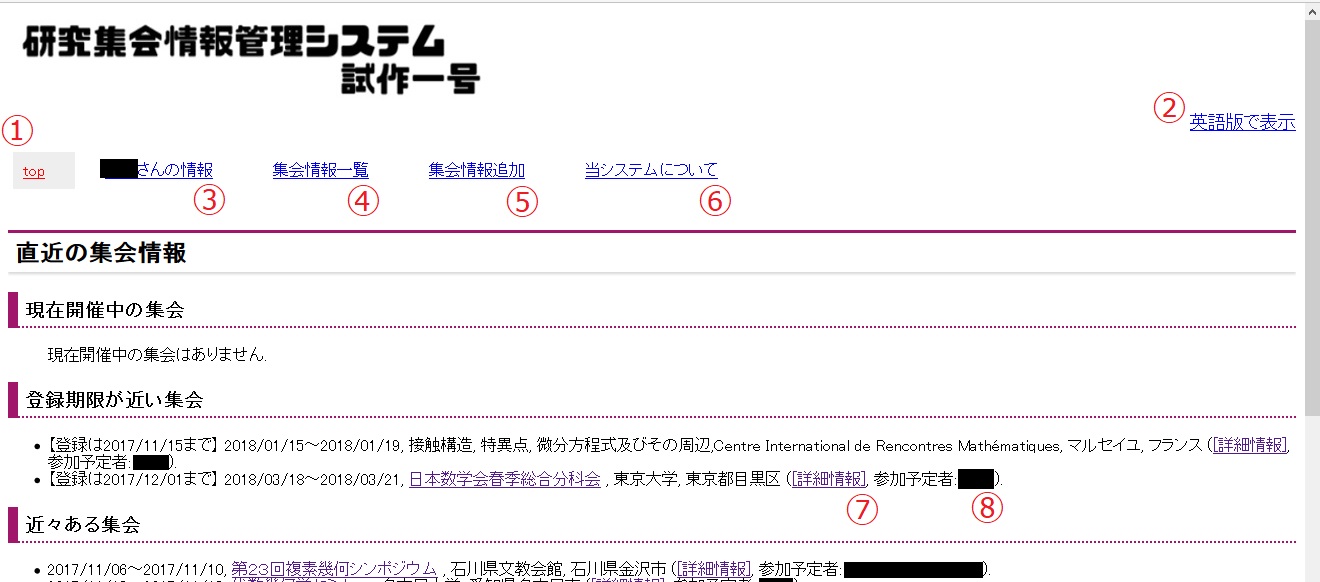 研究集会情報管理システム
試作一号
②
英語版で表示
①
top
さんの情報
集会情報一覧
集会情報追加
当システムについて
③
④
⑤
⑥
直近の集会情報
現在開催中の集会
現在開催中の集会はありません.
登録期限が近い集会
• 【登録は2017/11/15まで】 2018/01/15～2018/01/19, 接触構造, 特異点, 微分方程式及びその周辺,Centre International de Rencontres Mathématiques, マルセイユ, フランス ([詳細情報],
参加予定者: ).
• 【登録は2017/12/01まで】 2018/03/18～2018/03/21, 日本数学会春季総合分科会 , 東京大学, 東京都目黒区 ([詳細情報], 参加予定者: ).
⑦
⑧
近々ある集会
• 2017/11/06～2017/11/10, 第23回複素幾何シンポジウム , 石川県文教会館, 石川県金沢市 ([詳細情報], 参加予定者: ).